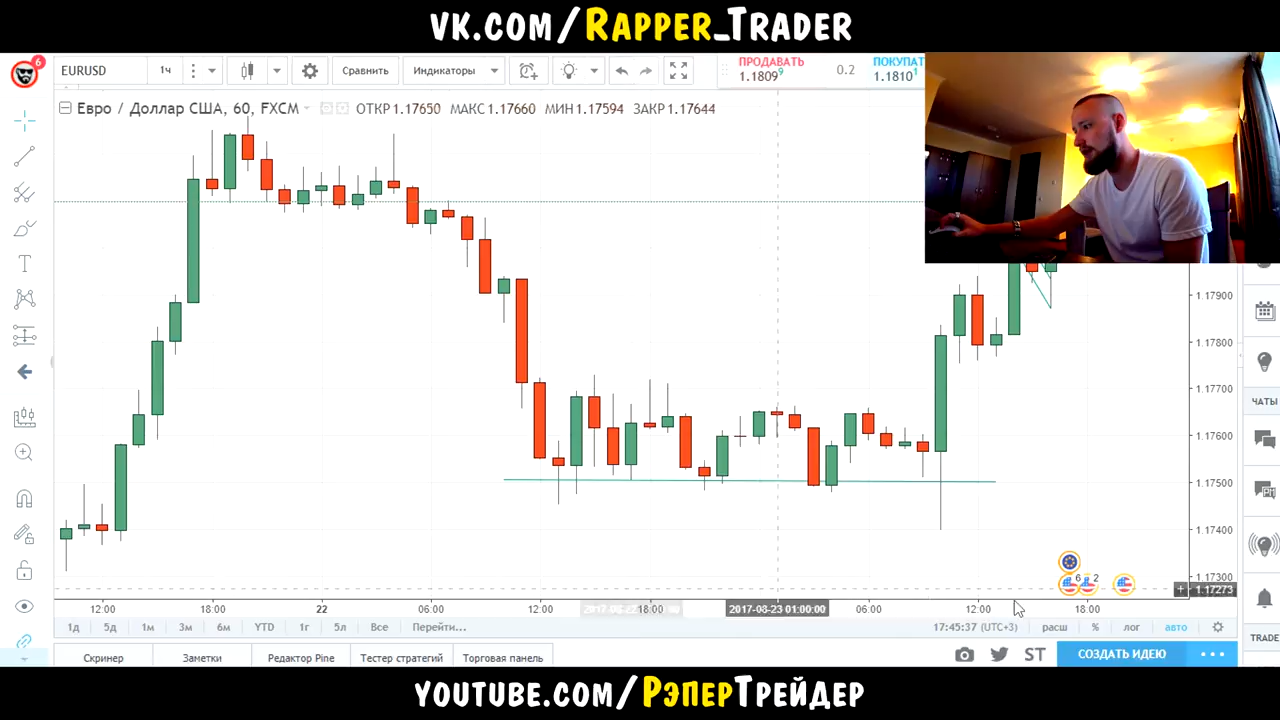 VK.COM/RAPPER_TRADER
6
EURUSD
1ч
Сравнить
Индикаторы
ПРОДАВАТЬ
1.1809⁹
0.2
ПОКУПАТ
1.1810¹
Евро / Доллар США, 60, FXCM
ОТКР 1.17650 МАКС 1.17660 МИН 1.17594 ЗАКР 1.17644
1.17900
1.17800
1.17700
1.17600
1.17500
1.17400
1.17300
1.17273
ЧАТЫ
TRADE
6
2
12:00
18:00
22
06:00
12:00
18:00
2017-08-23 01:00:00
06:00
12:00
18:00
1д 5д 1м 3м 6м YTD 1г 5л Все Перейти...
17:45:37 (UTC+3) расш % лог авто
Скринер Заметки Редактор Pine Тестер стратегий Торговая панель
ST
СОЗДАТЬ ИДЕЮ
YOUTUBE.COM/РЭПЕРТРЕЙДЕР